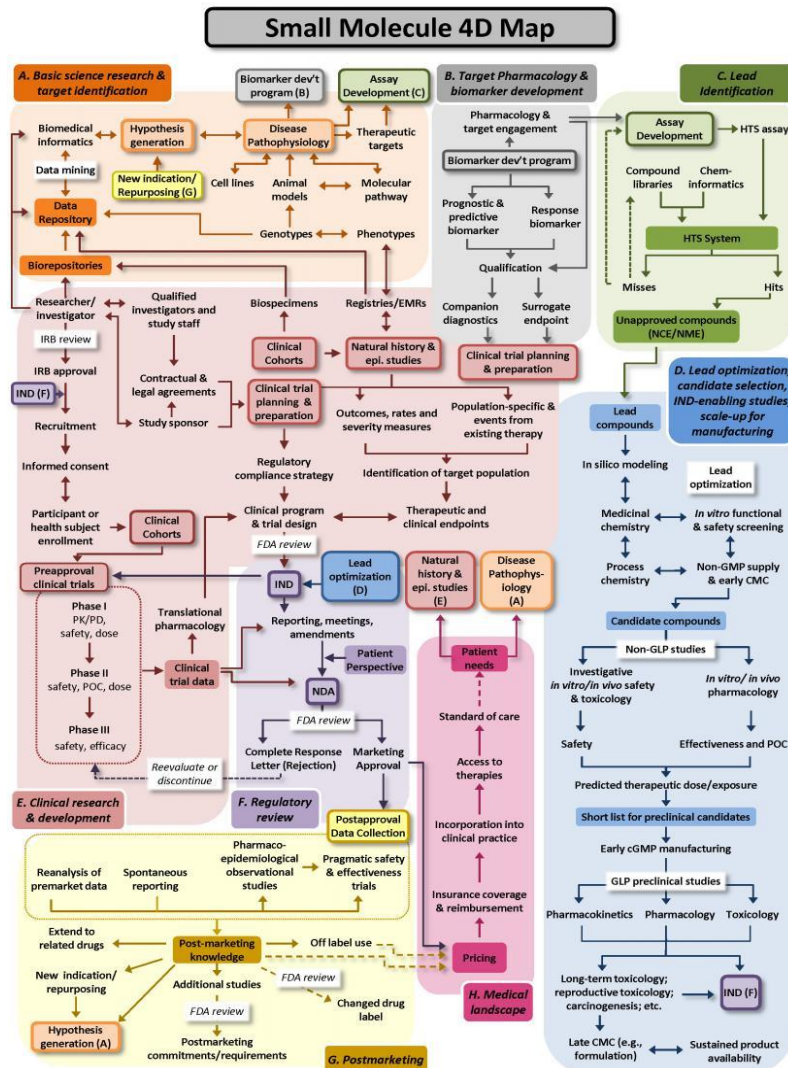 Small Molecule 4D Map
A. Basic science research &
target identification
Biomarker dev't
program (B)
Assay
Development (C)
Biomedical
informatics
Hypothesis
generation
Disease
Pathophysiology
Therapeutic
targets
Data mining
New indication/
Repurposing (G)
Cell lines
Animal
models
Molecular
pathway
Data
Repository
Genotypes
Phenotypes
Biorepositories
B. Target Pharmacology &
biomarker development
Pharmacology &
target engagement
Biomarker dev't program
Prognostic &
predictive
biomarker
Response
biomarker
Qualification
Companion
diagnostics
Surrogate
endpoint
Clinical trial planning
& preparation
C. Lead
Identification
Assay
Development
HTS assay
Compound
libraries
Chem-
informatics
HTS System
Misses
Hits
Unapproved compounds
(NCE/NME)
D. Lead optimization,
candidate selection,
IND-enabling studies,
scale-up for
manufacturing
Lead
compounds
In silico modeling
Lead
optimization
Medicinal
chemistry
In vitro functional
& safety screening
Process
chemistry
Non-GMP supply
& early CMC
Candidate compounds
Non-GLP studies
Investigative
in vitro/in vivo safety
& toxicology
In vitro/ in vivo
pharmacology
Safety
Effectiveness and POC
Predicted therapeutic dose/exposure
Short list for preclinical candidates
Early cGMP manufacturing
GLP preclinical studies
Pharmacokinetics
Pharmacology
Toxicology
Long-term toxicology;
reproductive toxicology;
carcinogenesis; etc.
IND (F)
Late CMC (e.g.,
formulation)
Sustained product
availability
Researcher/
investigator
Qualified
investigators
and study staff
Biospecimens
Registries/EMRs
IRB review
IRB approval
Clinical
Cohorts
Natural history
& epi. studies
IND (F)
Contractual &
legal agreements
Clinical trial
planning &
preparation
Recruitment
Study sponsor
Outcomes, rates and
severity measures
Population-specific &
events from
existing therapy
Informed consent
Regulatory
compliance strategy
Identification of target population
Participant or
health subject
enrollment
Clinical
Cohorts
Clinical program
& trial design
Therapeutic and
clinical endpoints
FDA review
Preapproval
clinical trials
Phase I
PK/PD,
safety, dose
Phase II
safety, POC, dose
Phase III
safety, efficacy
Translational
pharmacology
Clinical
trial data
E. Clinical research
& development
IND
Lead
optimization
(D)
Reporting, meetings,
amendments
Patient
Perspective
NDA
FDA review
Complete Response
Letter (Rejection)
Marketing
Approval
Reevaluate or
discontinue
F. Regulatory
review
Natural
history &
epi. studies
(E)
Disease
Pathophys-
iology (A)
Patient
needs
Standard of care
Access to
therapies
Incorporation into
clinical practice
Insurance coverage
& reimbursement
Pricing
H. Medical
landscape
Postapproval
Data Collection
Reanalysis of
premarket data
Spontaneous
reporting
Pharmaco-
epidemiological
observational
studies
Pragmatic safety
& effectiveness
trials
Extend to
related drugs
Post-marketing
knowledge
Off label use
New indication/
repurposing
Additional studies
FDA review
Changed drug
label
FDA review
Hypothesis
generation (A)
Postmarketing
commitments/requirements
G. Postmarketing